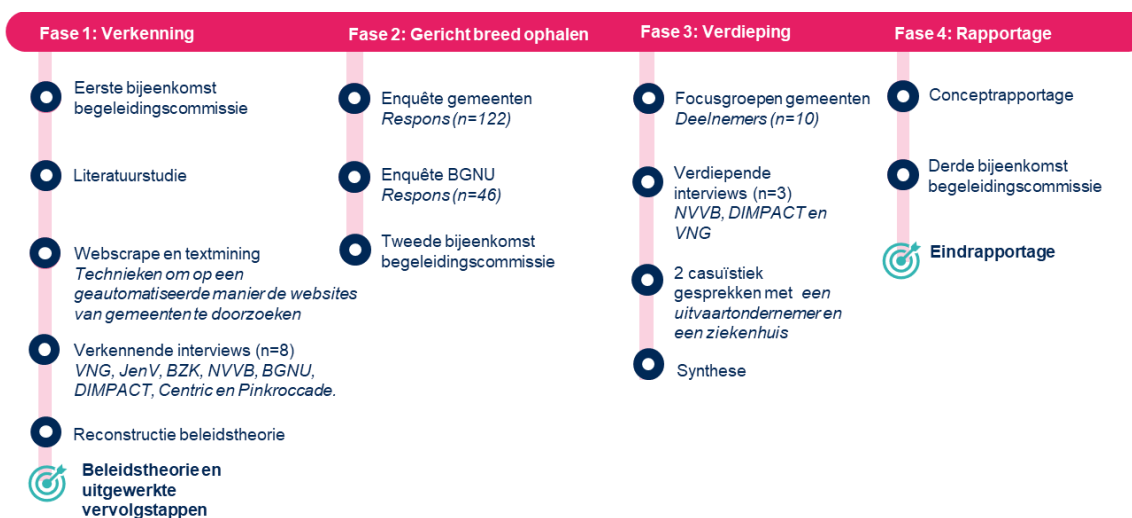 Fase 1: Verkenning
Eerste bijeenkomst
begeleidingscommissie
Literatuurstudie
Webscrape en textmining
Technieken om op een
geautomatiseerde manier de websites
van gemeenten te doorzoeken
Verkennende interviews (n=8)
VNG, JenV, BZK, NVVB, BGNU,
DIMPACT, Centric en Pinkroccade.
Reconstructie beleidstheorie
Beleidstheorie en
uitgewerkte
vervolgstappen
Fase 2: Gericht breed ophalen
Enquête gemeenten
Respons (n=122)
Enquête BGNU
Respons (n=46)
Tweede bijeenkomst
begeleidingscommissie
Fase 3: Verdieping
Focusgroepen gemeenten
Deelnemers (n=10)
Verdiepende
interviews (n=3)
NVVB, DIMPACT en
VNG
2 casuïstiek
gesprekken met een
uitvaartondernemer en
een ziekenhuis
Synthese
Fase 4: Rapportage
Conceptrapportage
Derde bijeenkomst
begeleidingscommissie
Eindrapportage